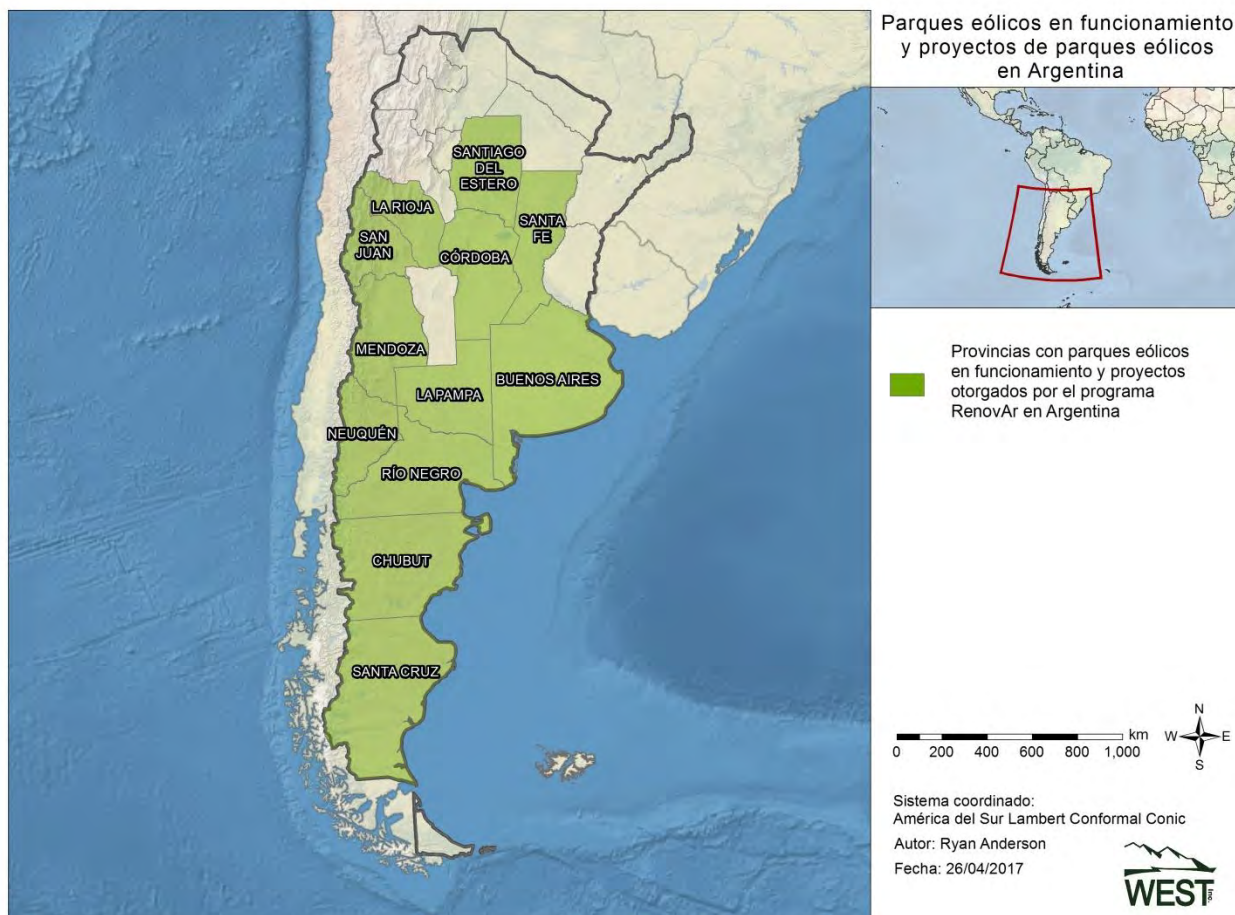 Parques eólicos en funcionamiento
y proyectos de parques eólicos
en Argentina
SANTIAGO
DEL
ESTERO
LA RIOJA
SANTA
FE
SAN
JUAN
CÓRDOBA
MENDOZA
BUENOS AIRES
LA PAMPA
NEUQUÉN
RÍO NEGRO
CHUBUT
SANTA CRUZ
Provincias con parques eólicos
en funcionamiento y proyectos
otorgados por el programa
RenovAr en Argentina
km
0 200 400 600 800 1,000
N
W E
S
Sistema coordinado:
América del Sur Lambert Conformal Conic
Autor: Ryan Anderson
Fecha: 26/04/2017
WEST Inc.